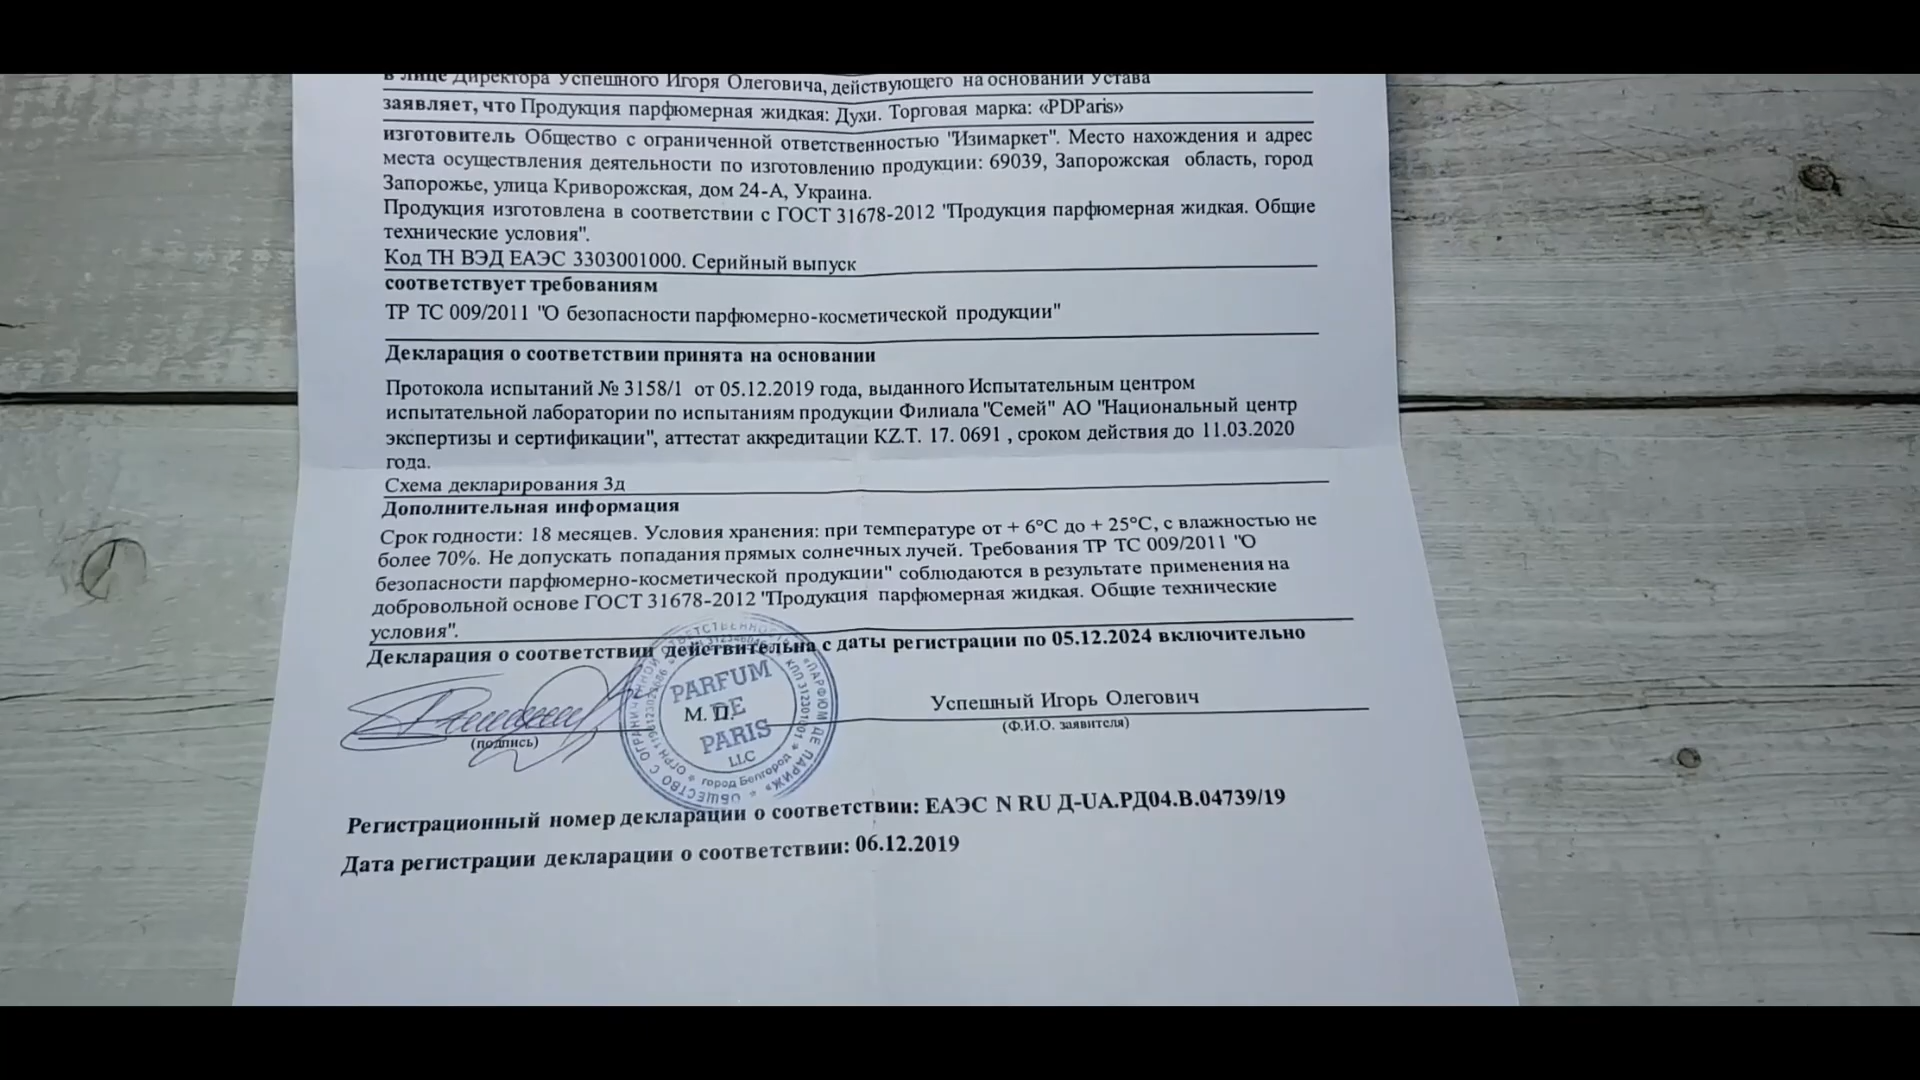 в лице Директора Успешного Игоря Олеговича, действующего на основании Устава
заявляет, что Продукция парфюмерная жидкая: Духи. Торговая марка: «PDParis»
изготовитель Общество с ограниченной ответственностью "Изимаркет". Место нахождения и адрес
места осуществления деятельности по изготовлению продукции: 69039, Запорожская область, город
Запорожье, улица Криворожская, дом 24-А, Украина.
Продукция изготовлена в соответствии с ГОСТ 31678-2012 "Продукция парфюмерная жидкая. Общие
технические условия".
Код ТН ВЭД ЕАЭС 3303001000. Серийный выпуск
соответствует требованиям
ТР ТС 009/2011 "О безопасности парфюмерно-косметической продукции"
Декларация о соответствии принята на основании
Протокола испытаний № 3158/1 от 05.12.2019 года, выданного Испытательным центром
испытательной лаборатории по испытаниям продукции Филиала "Семей" АО "Национальный центр
экспертизы и сертификации", аттестат аккредитации KZ.T. 17. 0691 , сроком действия до 11.03.2020
года.
Схема декларирования 3д
Дополнительная информация
Срок годности: 18 месяцев. Условия хранения: при температуре от + 6°С до + 25°С, с влажностью не
более 70%. Не допускать попадания прямых солнечных лучей. Требования ТР ТС 009/2011 "О
безопасности парфюмерно-косметической продукции" соблюдаются в результате применения на
добровольной основе ГОСТ 31678-2012 "Продукция парфюмерная жидкая. Общие технические
условия".
Декларация о соответствии действительна с даты регистрации по 05.12.2024 включительно
PARFUM
DE
PARIS
LLC
город Белгород
ОБЩЕСТВО С ОГРАНИЧЕННОЙ ОТВЕТСТВЕННОСТЬЮ «ПАРФЮМ ДЕ ПАРИЖ»
М. П.
Успешный Игорь Олегович
(подпись)
(Ф.И.О. заявителя)
Регистрационный номер декларации о соответствии: ЕАЭС N RU Д-UA.РД04.В.04739/19
Дата регистрации декларации о соответствии: 06.12.2019